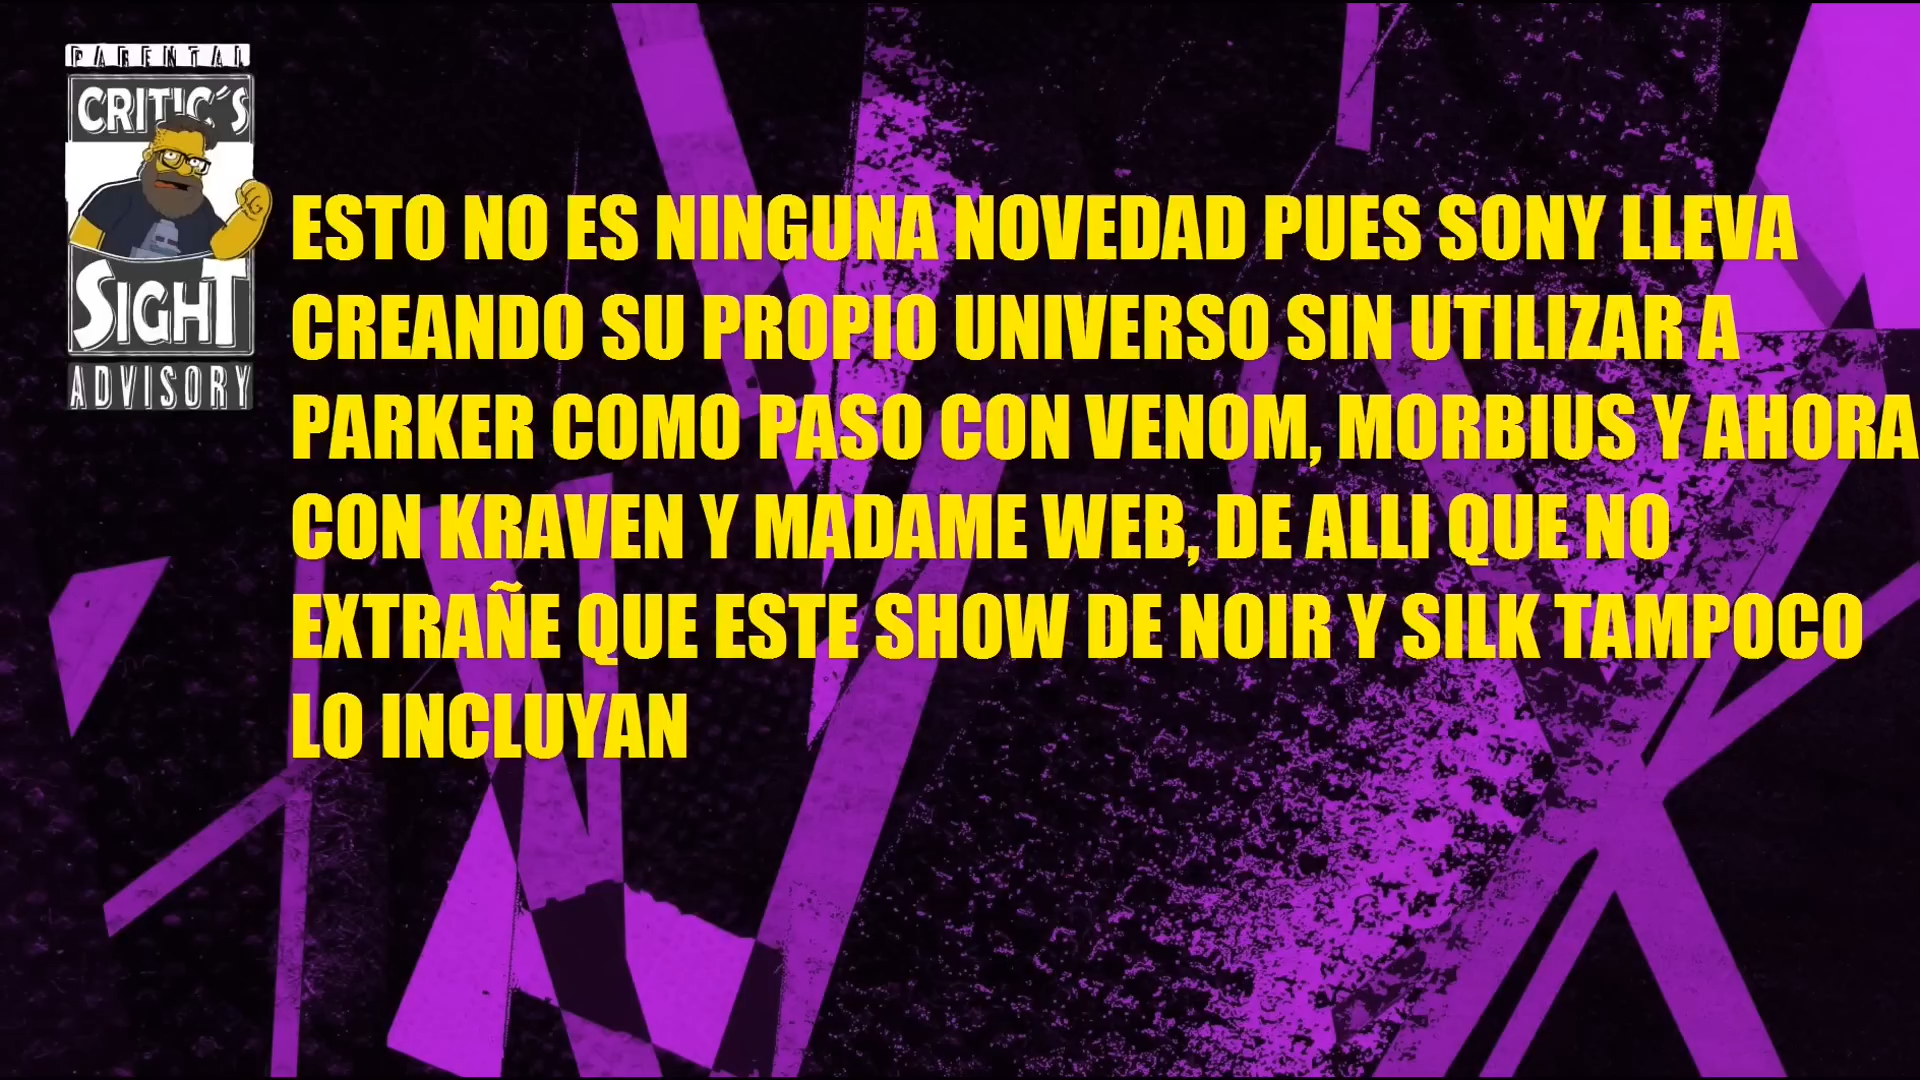 PARENTAL
CRITIC´S
SIGHT
ADVISORY
ESTO NO ES NINGUNA NOVEDAD PUES SONY LLEVA
CREANDO SU PROPIO UNIVERSO SIN UTILIZAR A
PARKER COMO PASO CON VENOM, MORBIUS Y AHORA
CON KRAVEN Y MADAME WEB, DE ALLI QUE NO
EXTRAÑE QUE ESTE SHOW DE NOIR Y SILK TAMPOCO
LO INCLUYAN